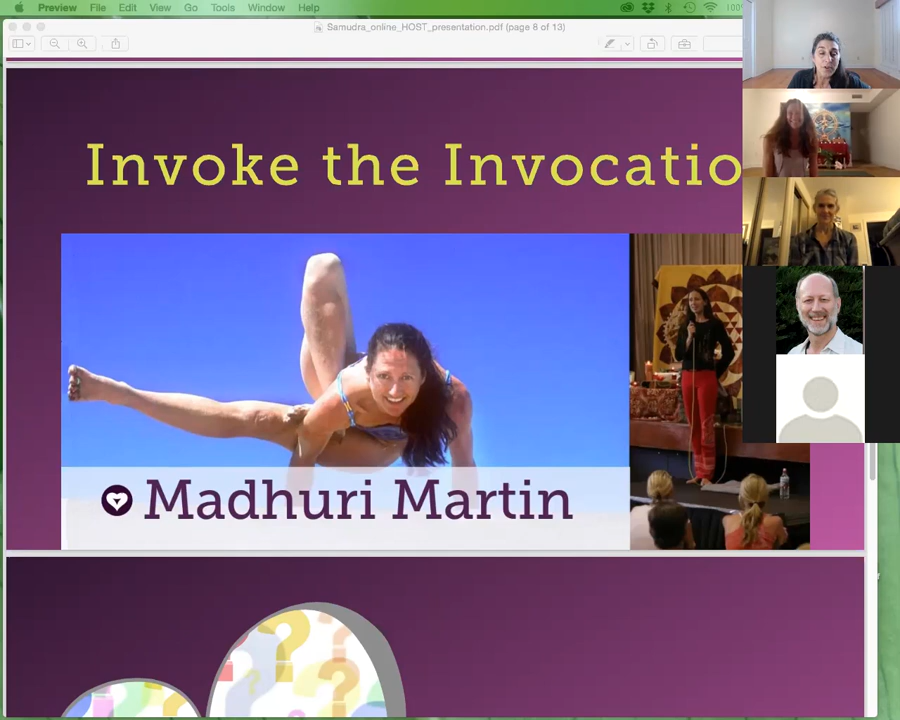 Preview File Edit View Go Tools Window Help 100%
Samudra_online_HOST_presentation.pdf (page 8 of 13)
Invoke the Invocatio
Madhuri Martin